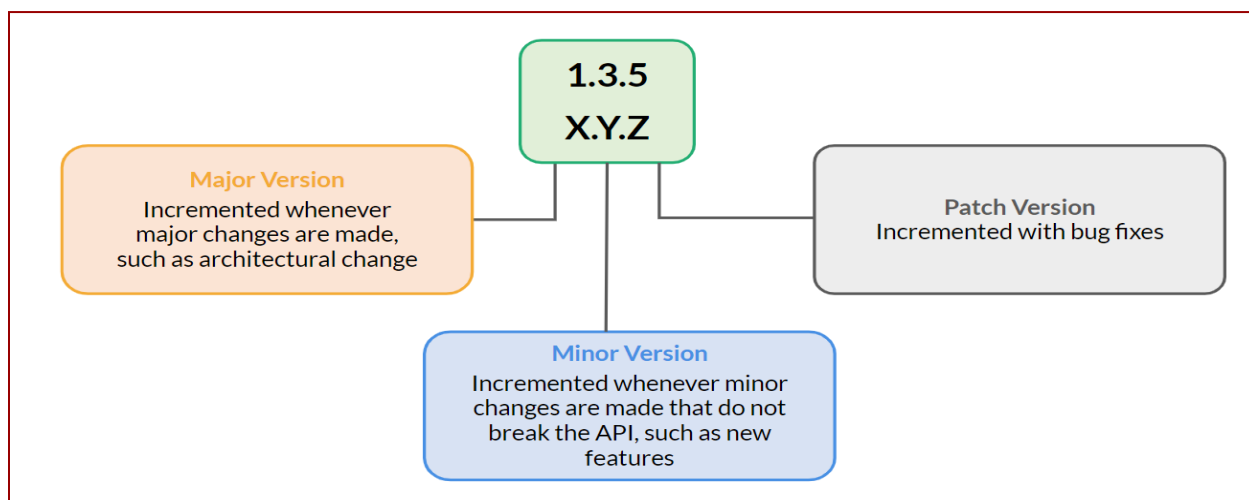 1.3.5
X.Y.Z
Major Version
Incremented whenever
major changes are made,
such as architectural change
Patch Version
Incremented with bug fixes
Minor Version
Incremented whenever minor
changes are made that do not
break the API, such as new
features